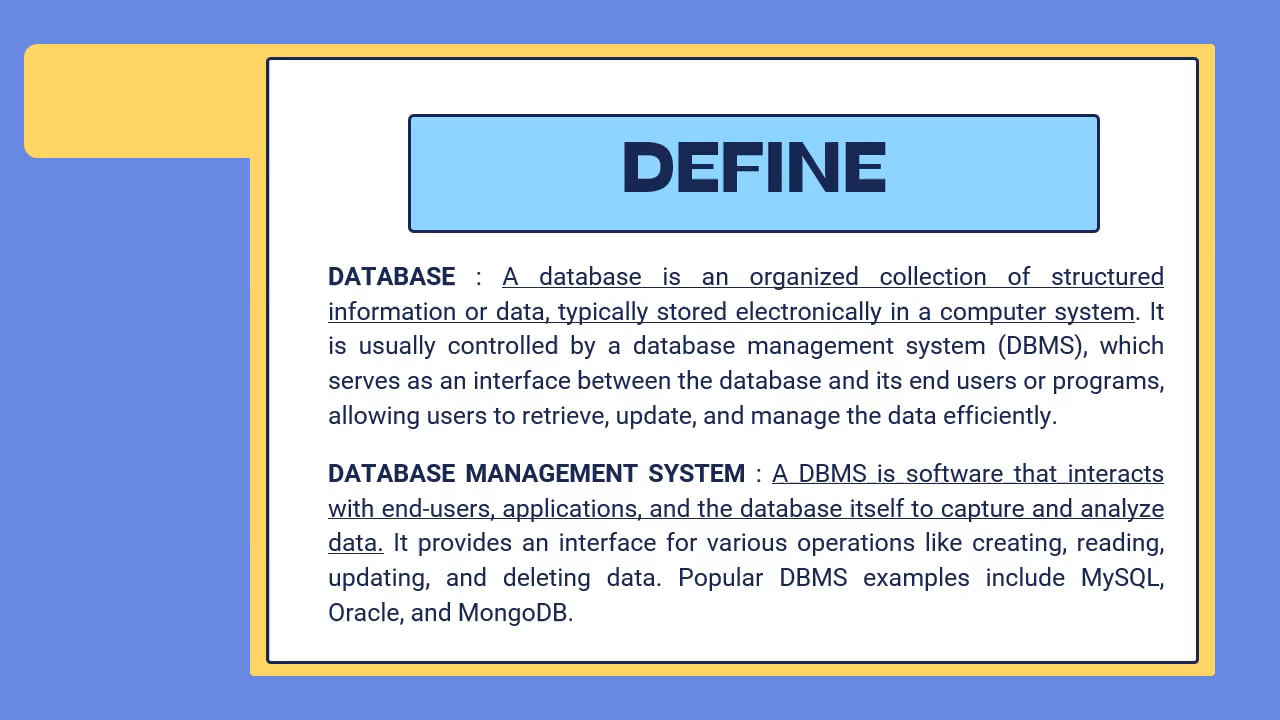 DEFINE
DATABASE : A database is an organized collection of structured
information or data, typically stored electronically in a computer system. It
is usually controlled by a database management system (DBMS), which
serves as an interface between the database and its end users or programs,
allowing users to retrieve, update, and manage the data efficiently.
DATABASE MANAGEMENT SYSTEM : A DBMS is software that interacts
with end-users, applications, and the database itself to capture and analyze
data. It provides an interface for various operations like creating, reading,
updating, and deleting data. Popular DBMS examples include MySQL,
Oracle, and MongoDB.